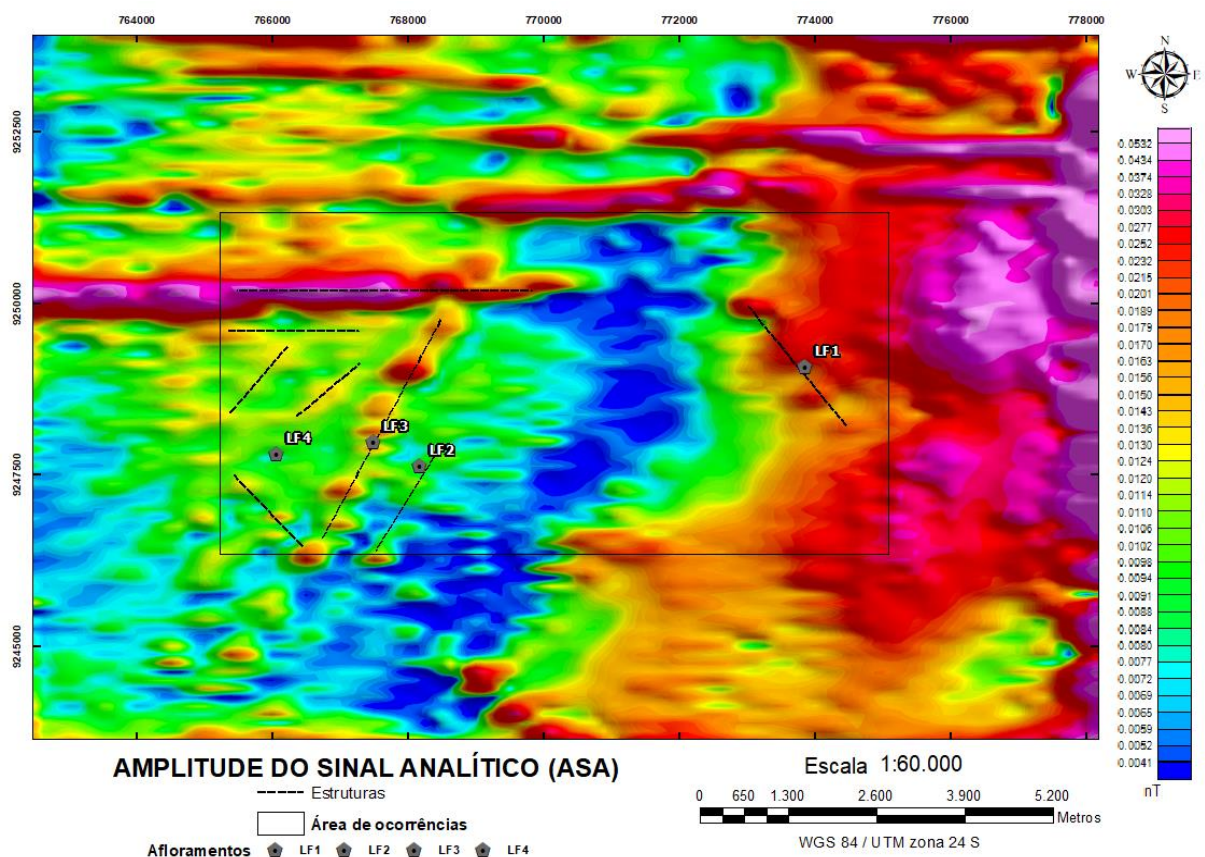 764000 766000 768000 770000 772000 774000 776000 778000
N
W E
S
9252500
9250000
9247500
9245000
LF1
LF3
LF4
LF2
0.0532
0.0434
0.0374
0.0328
0.0303
0.0277
0.0252
0.0232
0.0215
0.0201
0.0189
0.0179
0.0170
0.0163
0.0156
0.0150
0.0143
0.0136
0.0130
0.0124
0.0119
0.0114
0.0110
0.0106
0.0102
0.0098
0.0094
0.0091
0.0088
0.0084
0.0080
0.0077
0.0073
0.0069
0.0065
0.0059
0.0052
0.0041
nT
AMPLITUDE DO SINAL ANALÍTICO (ASA)
Estruturas
Área de ocorrências
Afloramentos LF1 LF2 LF3 LF4
Escala 1:60.000
0 650 1.300 2.600 3.900 5.200
Metros
WGS 84 / UTM zona 24 S